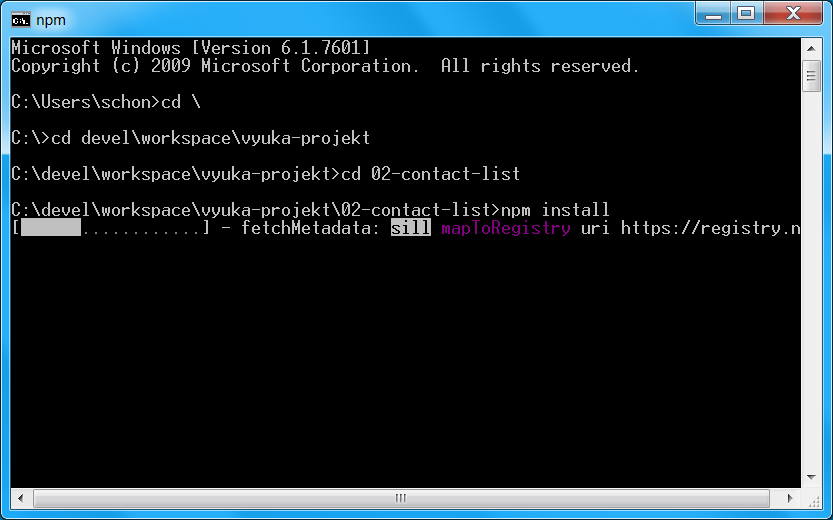 npm
Microsoft Windows [Version 6.1.7601]
Copyright (c) 2009 Microsoft Corporation.  All rights reserved.
C:\Users\schon>cd \
C:\>cd devel\workspace\vyuka-projekt
C:\devel\workspace\vyuka-projekt>cd 02-contact-list
C:\devel\workspace\vyuka-projekt\02-contact-list>npm install
[██████............] - fetchMetadata: sill mapToRegistry uri https://registry.n